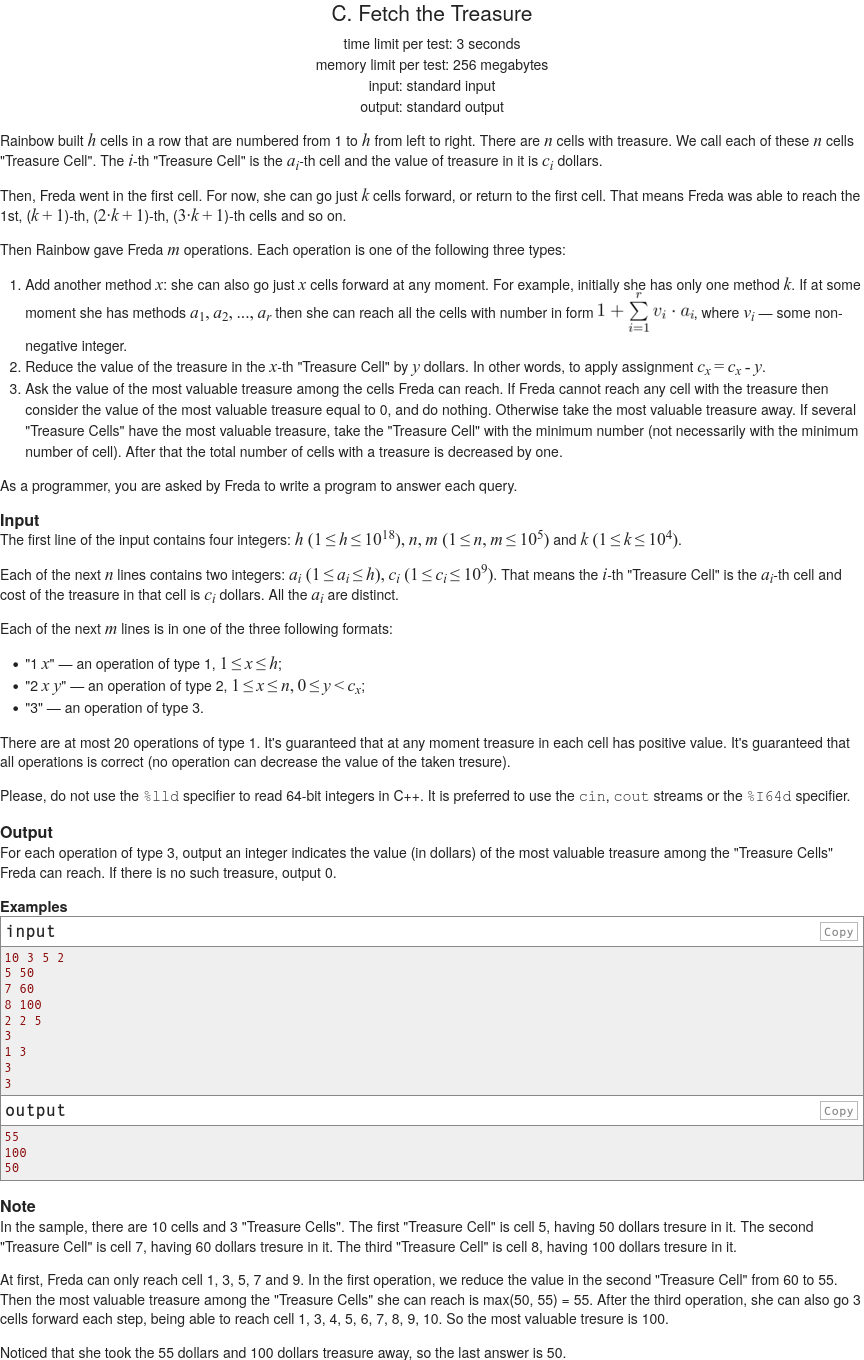 C. Fetch the Treasure
time limit per test: 3 seconds
memory limit per test: 256 megabytes
input: standard input
output: standard output
Rainbow built h cells in a row that are numbered from 1 to h from left to right. There are n cells with treasure. We call each of these n cells
"Treasure Cell". The i-th "Treasure Cell" is the a_i-th cell and the value of treasure in it is c_i dollars.
Then, Freda went in the first cell. For now, she can go just k cells forward, or return to the first cell. That means Freda was able to reach the
1st, (k + 1)-th, (2·k + 1)-th, (3·k + 1)-th cells and so on.
Then Rainbow gave Freda m operations. Each operation is one of the following three types:
1. Add another method x: she can also go just x cells forward at any moment. For example, initially she has only one method k. If at some
moment she has methods a_1, a_2, ..., a_r then she can reach all the cells with number in form 1 + \sum_{i=1}^{r} v_i · a_i, where v_i — some non-
negative integer.
2. Reduce the value of the treasure in the x-th "Treasure Cell" by y dollars. In other words, to apply assignment c_x = c_x - y.
3. Ask the value of the most valuable treasure among the cells Freda can reach. If Freda cannot reach any cell with the treasure then
consider the value of the most valuable treasure equal to 0, and do nothing. Otherwise take the most valuable treasure away. If several
"Treasure Cells" have the most valuable treasure, take the "Treasure Cell" with the minimum number (not necessarily with the minimum
number of cell). After that the total number of cells with a treasure is decreased by one.
As a programmer, you are asked by Freda to write a program to answer each query.
Input
The first line of the input contains four integers: h (1 ≤ h ≤ 10^18), n, m (1 ≤ n, m ≤ 10^5) and k (1 ≤ k ≤ 10^4).
Each of the next n lines contains two integers: a_i (1 ≤ a_i ≤ h), c_i (1 ≤ c_i ≤ 10^9). That means the i-th "Treasure Cell" is the a_i-th cell and
cost of the treasure in that cell is c_i dollars. All the a_i are distinct.
Each of the next m lines is in one of the three following formats:
• "1 x" — an operation of type 1, 1 ≤ x ≤ h;
• "2 x y" — an operation of type 2, 1 ≤ x ≤ n, 0 ≤ y < c_x;
• "3" — an operation of type 3.
There are at most 20 operations of type 1. It's guaranteed that at any moment treasure in each cell has positive value. It's guaranteed that
all operations is correct (no operation can decrease the value of the taken tresure).
Please, do not use the %lld specifier to read 64-bit integers in C++. It is preferred to use the cin, cout streams or the %I64d specifier.
Output
For each operation of type 3, output an integer indicates the value (in dollars) of the most valuable treasure among the "Treasure Cells"
Freda can reach. If there is no such treasure, output 0.
Examples
input Copy
10 3 5 2
5 50
7 60
8 100
2 2 5
3
1 3
3
3
output Copy
55
100
50
Note
In the sample, there are 10 cells and 3 "Treasure Cells". The first "Treasure Cell" is cell 5, having 50 dollars tresure in it. The second
"Treasure Cell" is cell 7, having 60 dollars tresure in it. The third "Treasure Cell" is cell 8, having 100 dollars tresure in it.
At first, Freda can only reach cell 1, 3, 5, 7 and 9. In the first operation, we reduce the value in the second "Treasure Cell" from 60 to 55.
Then the most valuable treasure among the "Treasure Cells" she can reach is max(50, 55) = 55. After the third operation, she can also go 3
cells forward each step, being able to reach cell 1, 3, 4, 5, 6, 7, 8, 9, 10. So the most valuable tresure is 100.
Noticed that she took the 55 dollars and 100 dollars treasure away, so the last answer is 50.